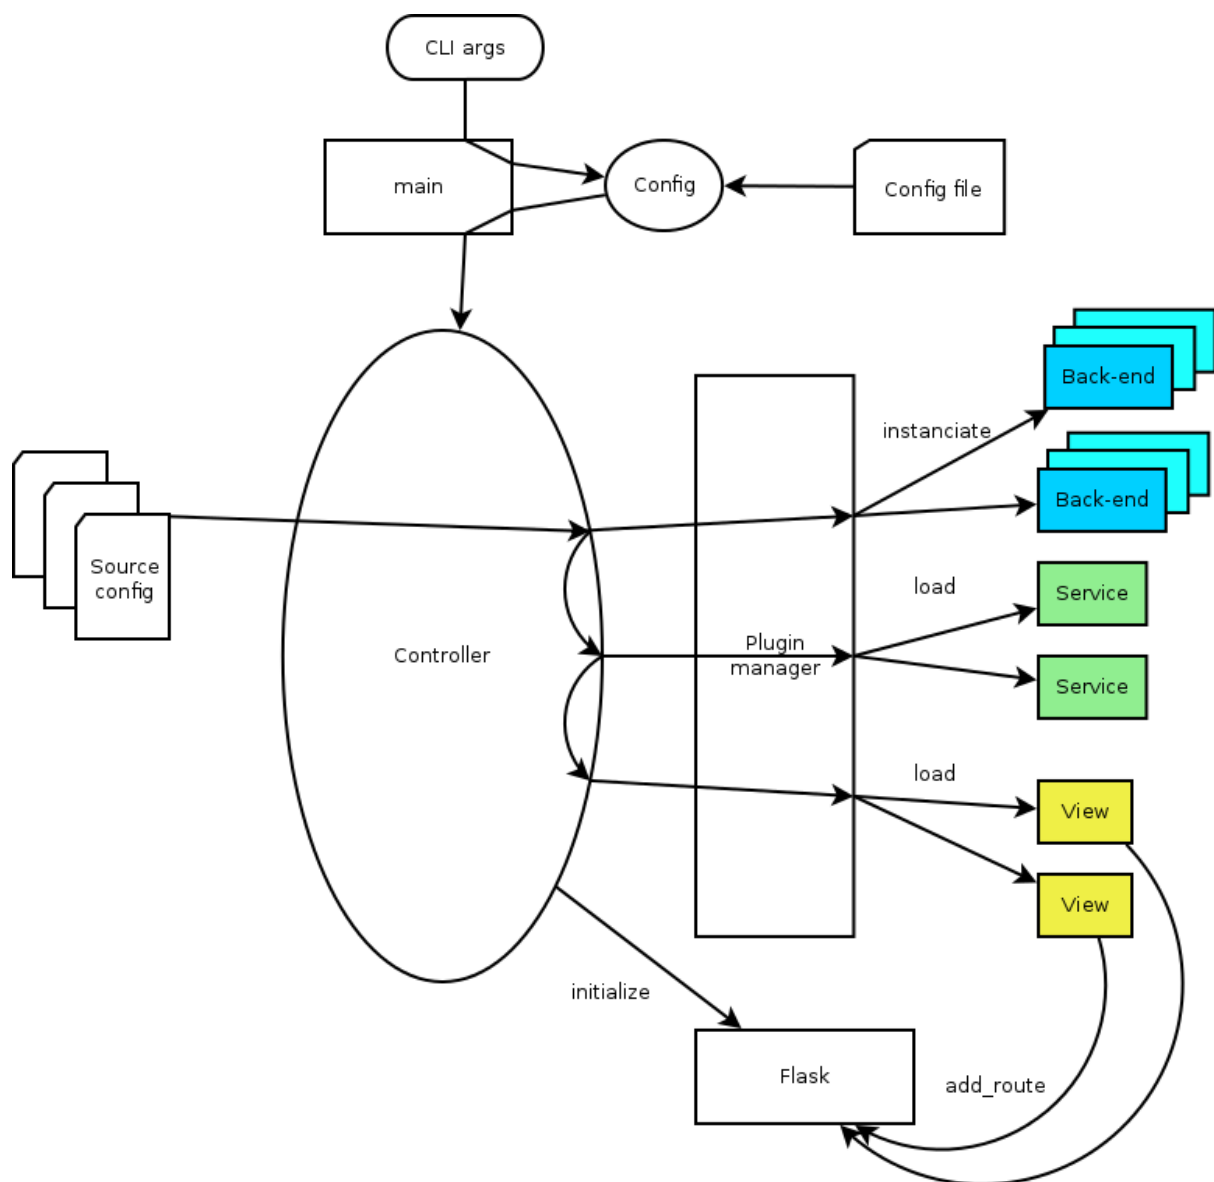 CLI args
main
Config
Config file
Back-end
instanciate
Back-end
Source
config
load
Service
Controller
Plugin
manager
Service
load
View
View
initialize
Flask
add_route